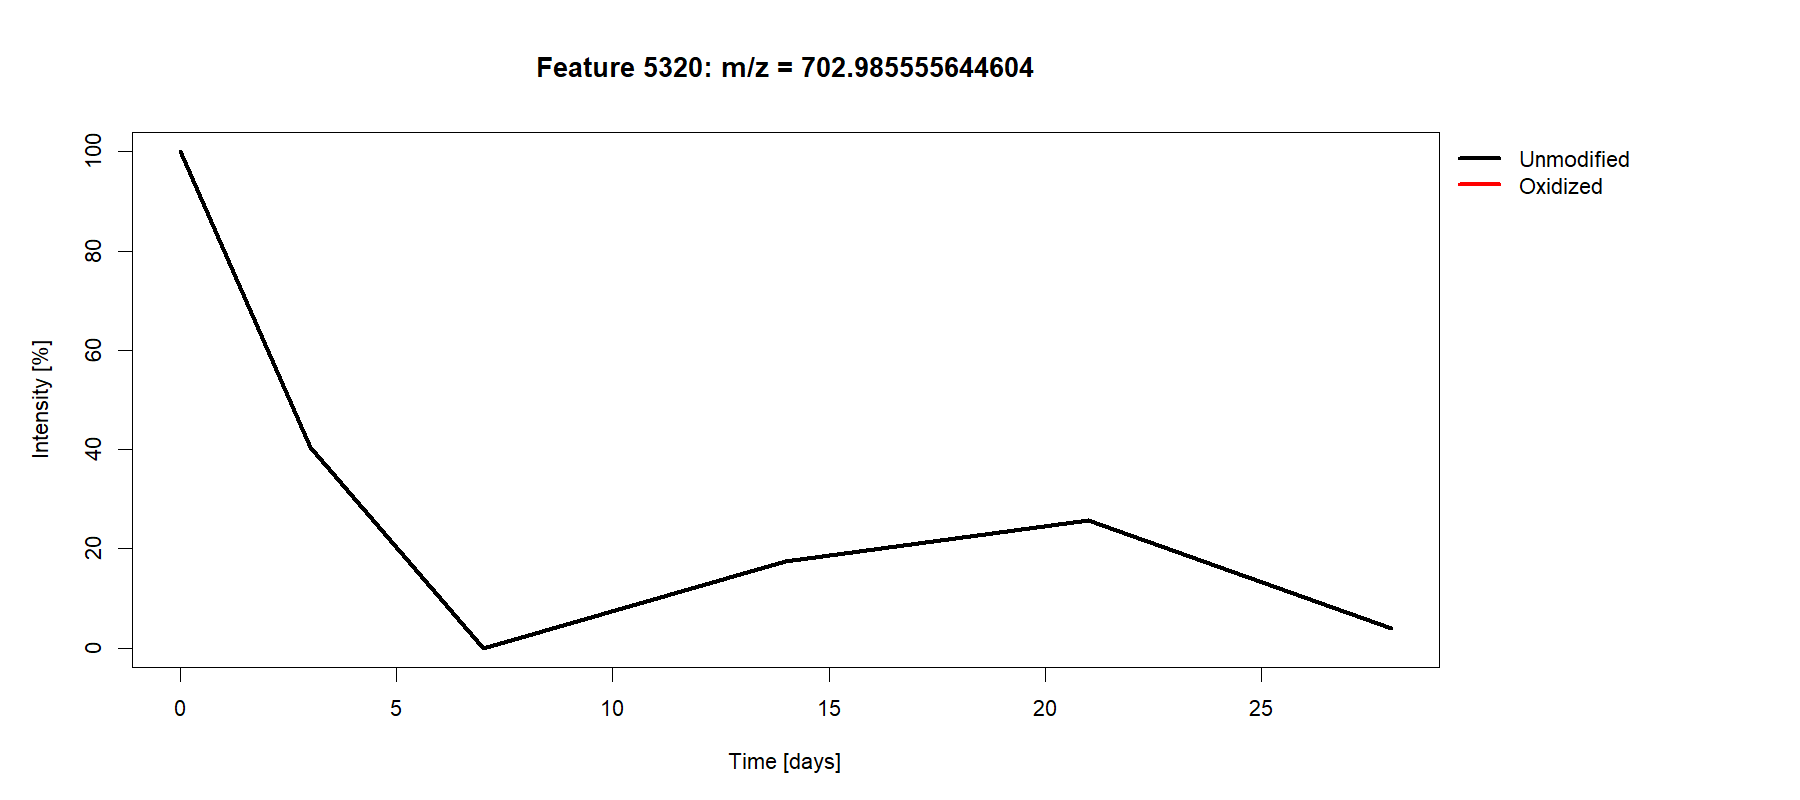 Feature 5320: m/z = 702.985555644604
Unmodified
Oxidized
Intensity [%]
100
80
60
40
20
0
0 5 10 15 20 25
Time [days]